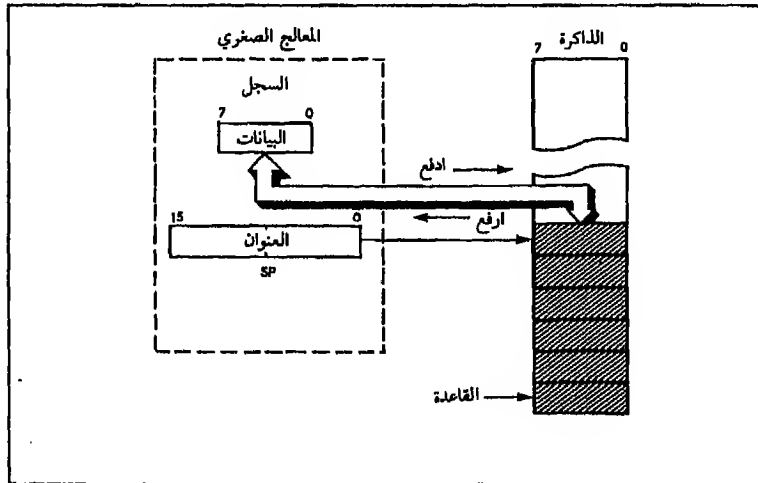 المعالج الصغري
الذاكرة
7 0
السجل
7 0
البيانات
ادفع
ارفع
15 0
العنوان
SP
القاعدة